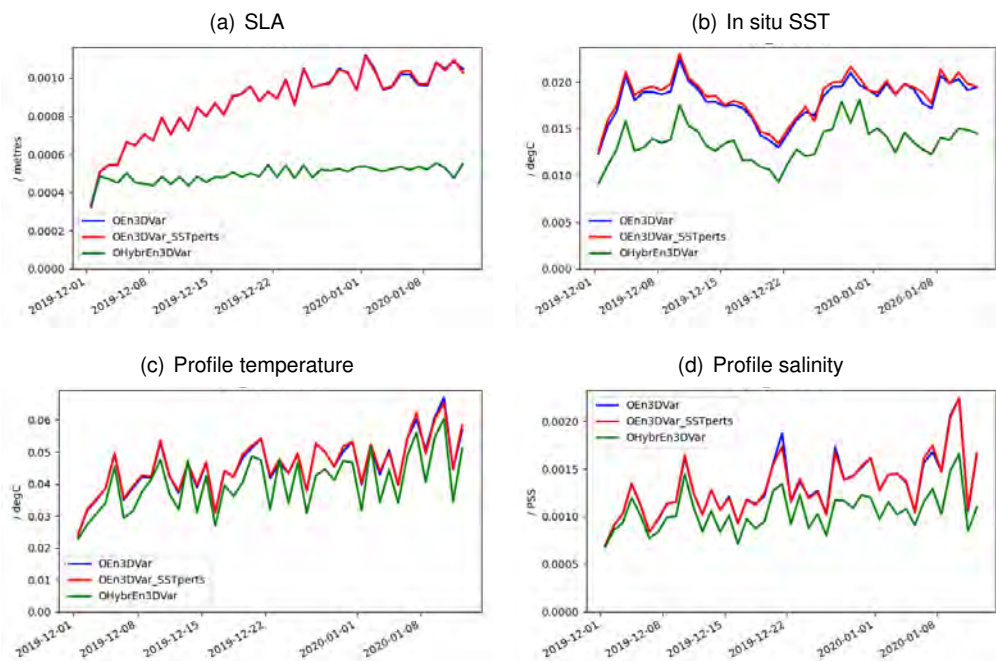 (a) SLA
(b) In situ SST
0.0010
0.0008
0.0006
0.0004
0.0002
0.0000
/ metres
OEn3DVar
OEn3DVar_SSTperts
OHybrEn3DVar
2019-12-01
2019-12-08
2019-12-15
2019-12-22
2020-01-01
2020-01-08
0.020
0.015
0.010
0.005
0.000
/ degC
OEn3DVar
OEn3DVar_SSTperts
OHybrEn3DVar
2019-12-01
2019-12-08
2019-12-15
2019-12-22
2020-01-01
2020-01-08
(c) Profile temperature
(d) Profile salinity
0.06
0.05
0.04
0.03
0.02
0.01
0.00
/ degC
OEn3DVar
OEn3DVar_SSTperts
OHybrEn3DVar
2019-12-01
2019-12-08
2019-12-15
2019-12-22
2020-01-01
2020-01-08
0.0020
0.0015
0.0010
0.0005
0.0000
/ PSS
OEn3DVar
OEn3DVar_SSTperts
OHybrEn3DVar
2019-12-01
2019-12-08
2019-12-15
2019-12-22
2020-01-01
2020-01-08